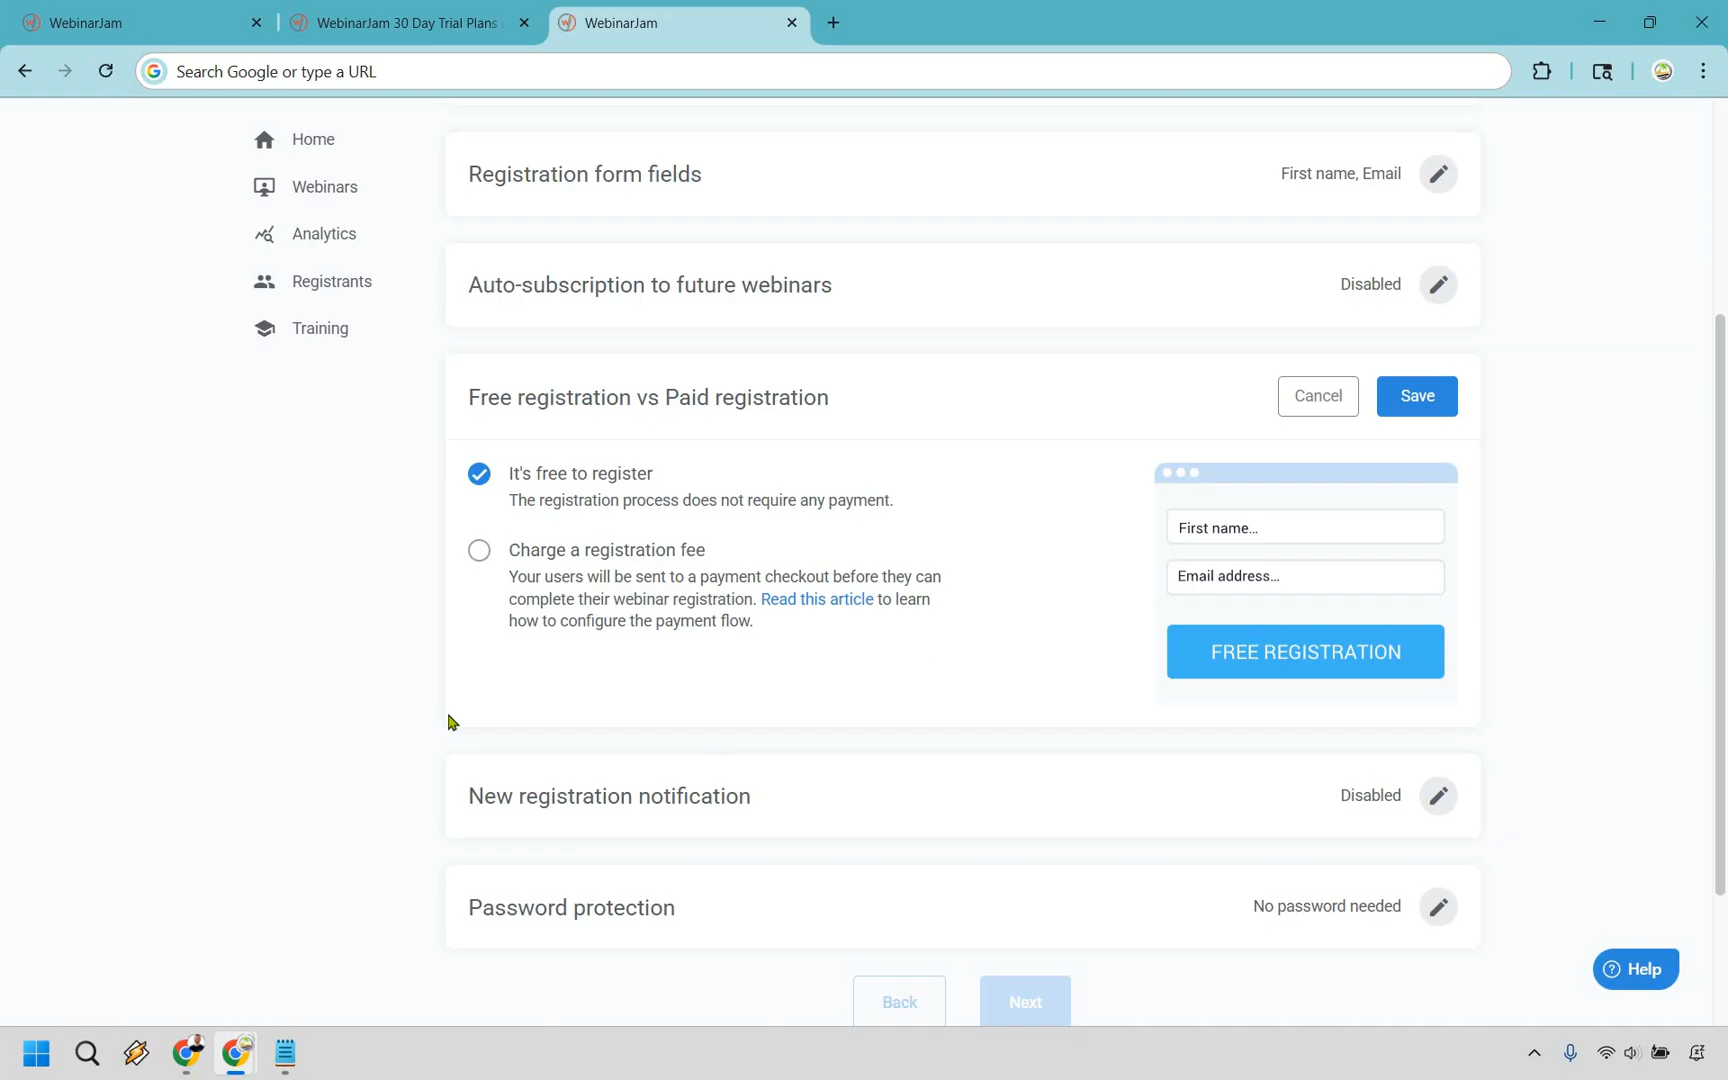 WebinarJam
WebinarJam 30 Day Trial Plans
WebinarJam
Search Google or type a URL
Home
Webinars
Analytics
Registrants
Training
Registration form fields
First name, Email
Auto-subscription to future webinars
Disabled
Free registration vs Paid registration
Cancel
Save
It's free to register
The registration process does not require any payment.
Charge a registration fee
Your users will be sent to a payment checkout before they can
complete their webinar registration. Read this article to learn
how to configure the payment flow.
First name...
Email address...
FREE REGISTRATION
New registration notification
Disabled
Password protection
No password needed
Back
Next
Help